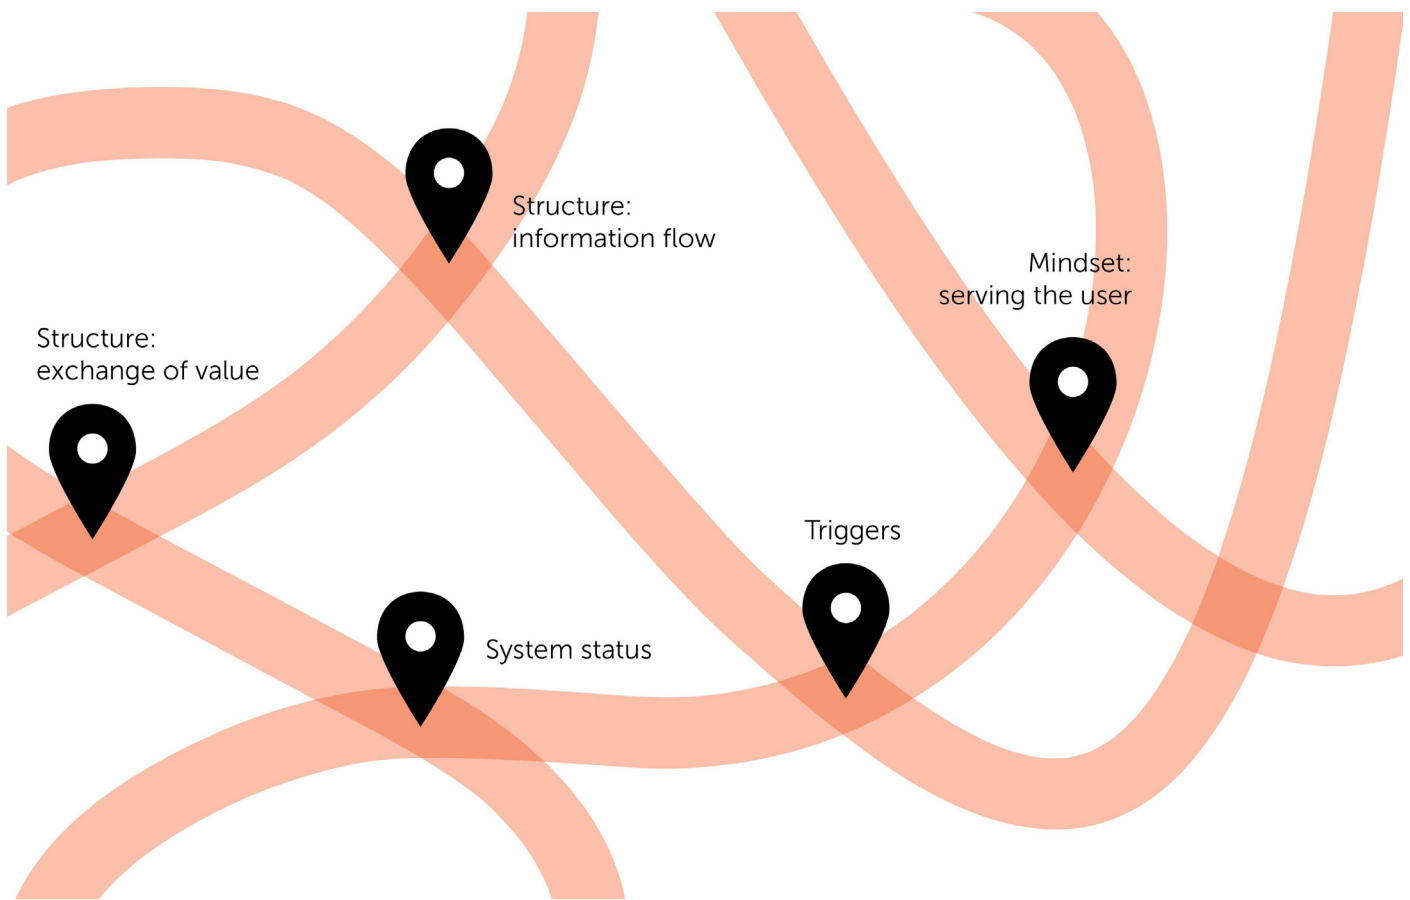 Structure:
information flow
Mindset:
serving the user
Structure:
exchange of value
Triggers
System status